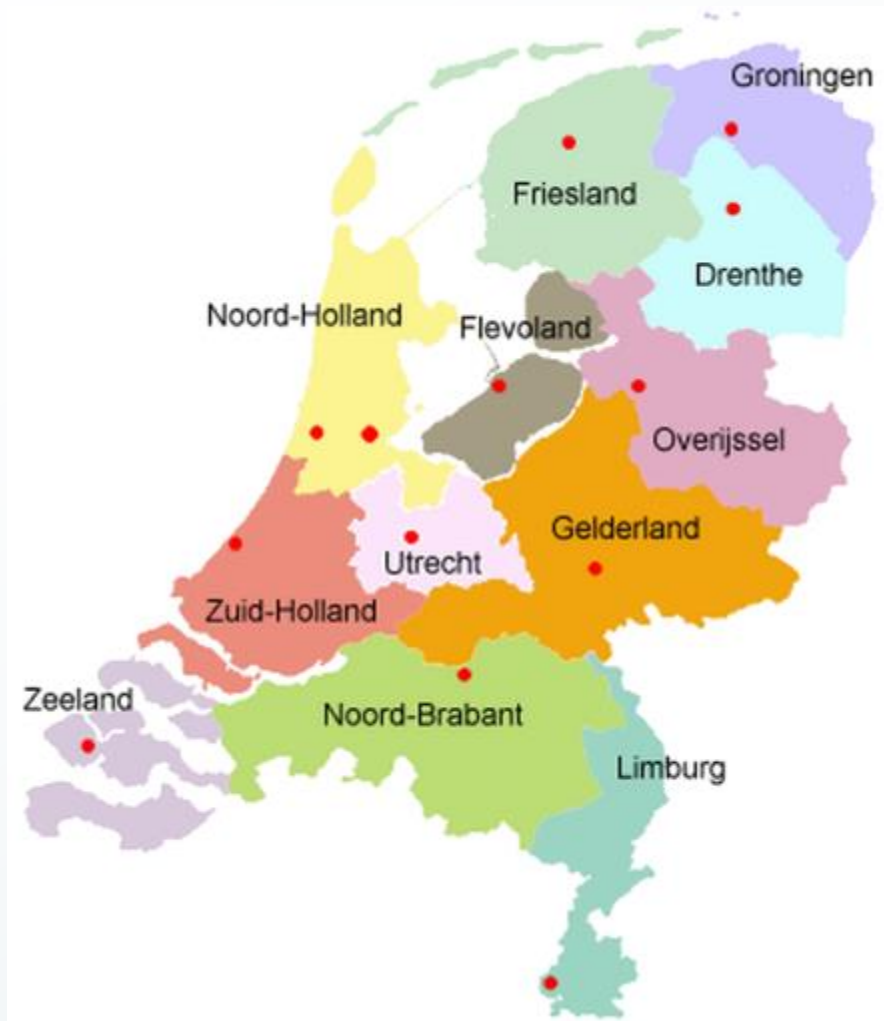 Groningen
Friesland
Drenthe
Noord-Holland
Flevoland
Overijssel
Gelderland
Utrecht
Zuid-Holland
Zeeland
Noord-Brabant
Limburg